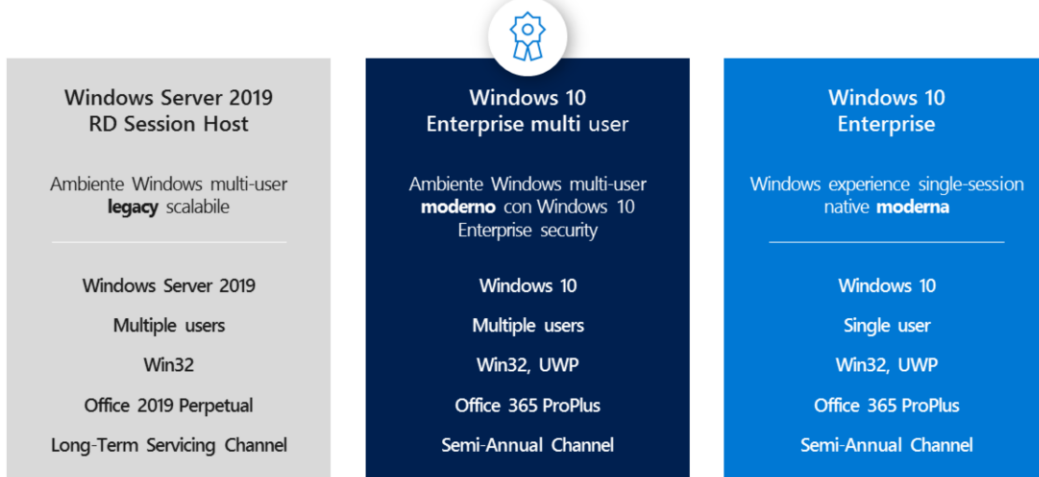 Windows Server 2019
RD Session Host
Ambiente Windows multi-user
legacy scalabile
Windows Server 2019
Multiple users
Win32
Office 2019 Perpetual
Long-Term Servicing Channel
Windows 10
Enterprise multi user
Ambiente Windows multi-user
moderno con Windows 10
Enterprise security
Windows 10
Multiple users
Win32, UWP
Office 365 ProPlus
Semi-Annual Channel
Windows 10
Enterprise
Windows experience single-session
native moderna
Windows 10
Single user
Win32, UWP
Office 365 ProPlus
Semi-Annual Channel